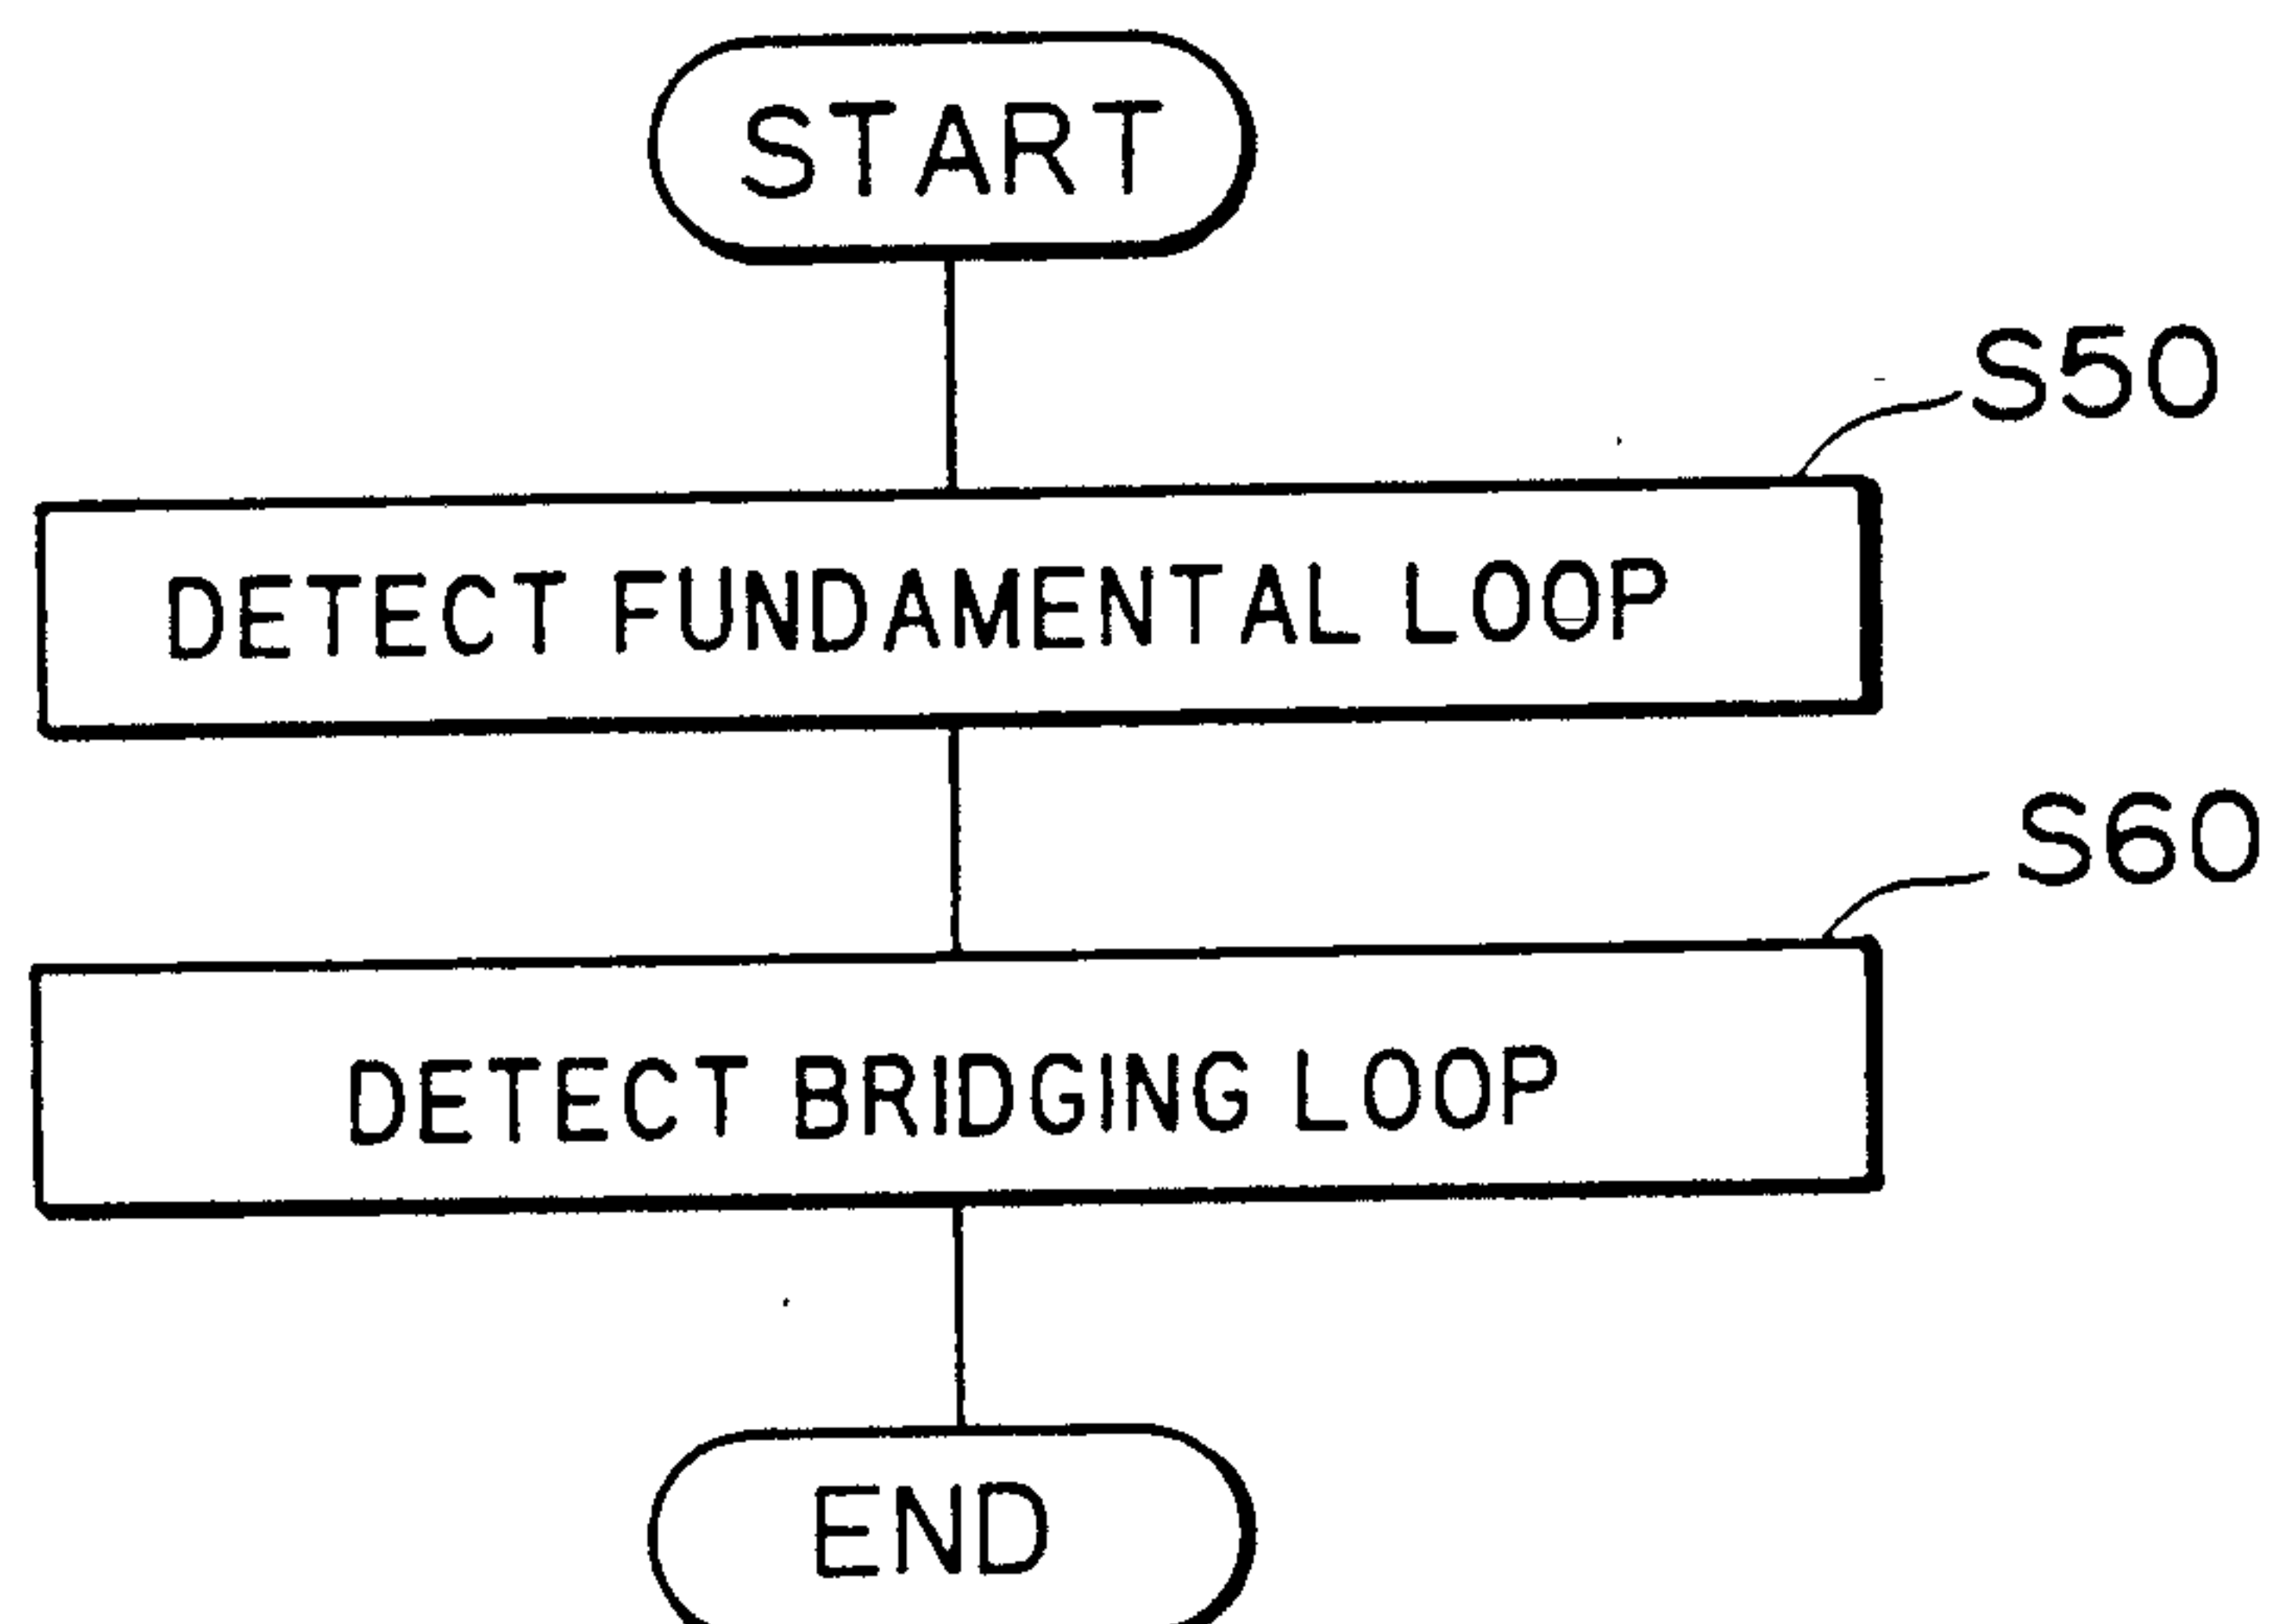 START
S50
DETECT FUNDAMENTAL LOOP
S60
DETECT BRIDGING LOOP
END